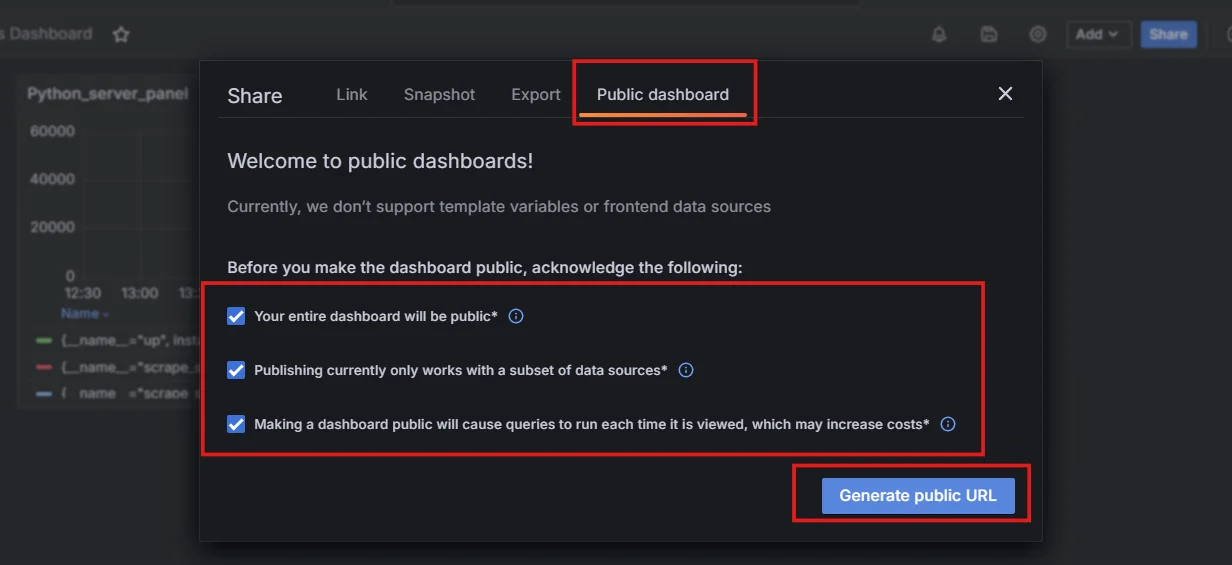 s Dashboard
Add
Share
Python_server_panel
60000
40000
20000
0
12:30 13:00 13:
Name
{__name__="up", insta
{__name__="scrape_s
{__name__="scrape_s
Share Link Snapshot Export Public dashboard
Welcome to public dashboards!
Currently, we don't support template variables or frontend data sources
Before you make the dashboard public, acknowledge the following:
Your entire dashboard will be public*
Publishing currently only works with a subset of data sources*
Making a dashboard public will cause queries to run each time it is viewed, which may increase costs*
Generate public URL